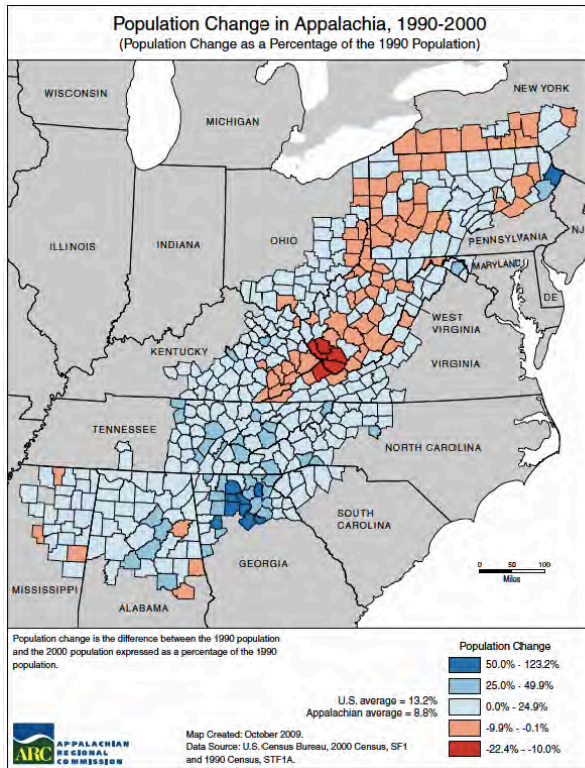 Population Change in Appalachia, 1990-2000
(Population Change as a Percentage of the 1990 Population)
WISCONSIN
NEW YORK
MICHIGAN
ILLINOIS
INDIANA
OHIO
PENNSYLVANIA
NJ
MARYLAND
DE
WEST
VIRGINIA
KENTUCKY
VIRGINIA
TENNESSEE
NORTH CAROLINA
SOUTH
CAROLINA
GEORGIA
MISSISSIPPI
ALABAMA
0 50 100
Miles
Population change is the difference between the 1990 population
and the 2000 population expressed as a percentage of the 1990
population.
Population Change
50.0% - 123.2%
25.0% - 49.9%
0.0% - 24.9%
-9.9% - -0.1%
-22.4% - -10.0%
U.S. average = 13.2%
Appalachian average = 8.8%
ARC
APPALACHIAN
REGIONAL
COMMISSION
Map Created: October 2009.
Data Source: U.S. Census Bureau, 2000 Census, SF1
and 1990 Census, STF1A.